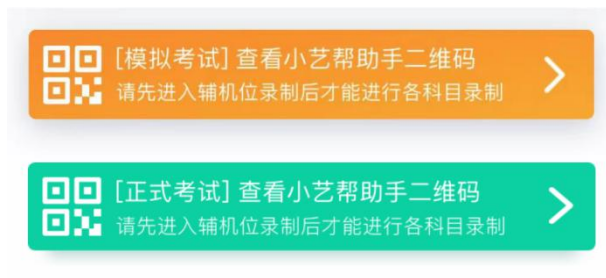 [模拟考试] 查看小艺帮助手二维码
请先进入辅机位录制后才能进行各科目录制
[正式考试] 查看小艺帮助手二维码
请先进入辅机位录制后才能进行各科目录制